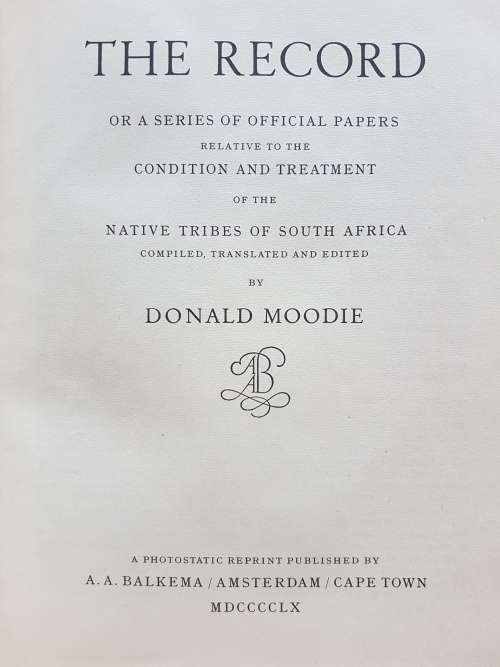 THE RECORD
OR A SERIES OF OFFICIAL PAPERS
RELATIVE TO THE
CONDITION AND TREATMENT
OF THE
NATIVE TRIBES OF SOUTH AFRICA
COMPILED, TRANSLATED AND EDITED
BY
DONALD MOODIE
AAB
A PHOTOSTATIC REPRINT PUBLISHED BY
A. A. BALKEMA / AMSTERDAM / CAPE TOWN
MDCCCCLX